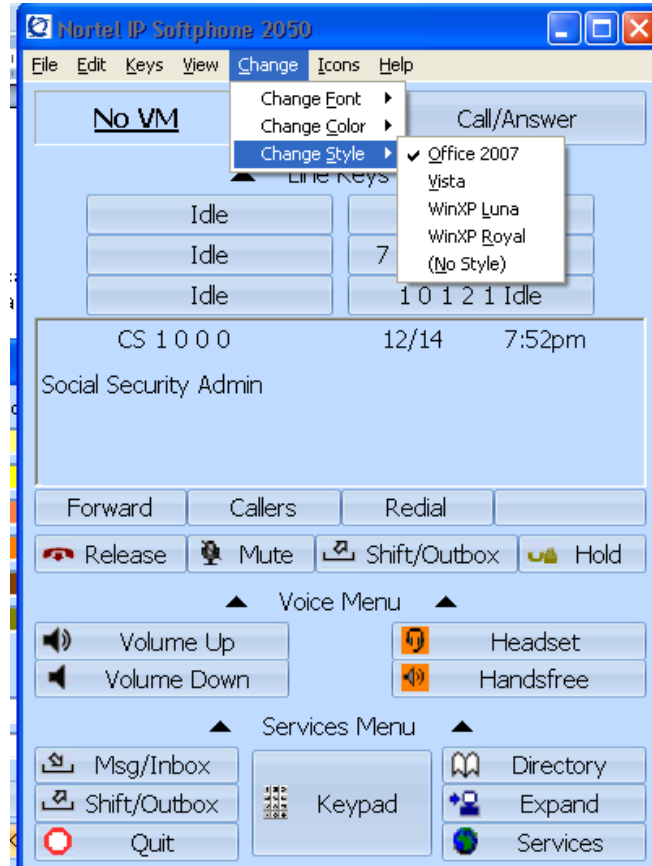 Nortel IP Softphone 2050
File Edit Keys View Change Icons Help
No VM
Call/Answer
Change Font
Change Color
Change Style
Office 2007
Vista
WinXP Luna
WinXP Royal
(No Style)
Line Keys
Idle
Idle 7
Idle 1 0 1 2 1 Idle
CS 1 0 0 0 12/14 7:52pm
Social Security Admin
Forward Callers Redial
Release Mute Shift/Outbox Hold
Voice Menu
Volume Up Headset
Volume Down Handsfree
Services Menu
Msg/Inbox Directory
Shift/Outbox Keypad Expand
Quit Services